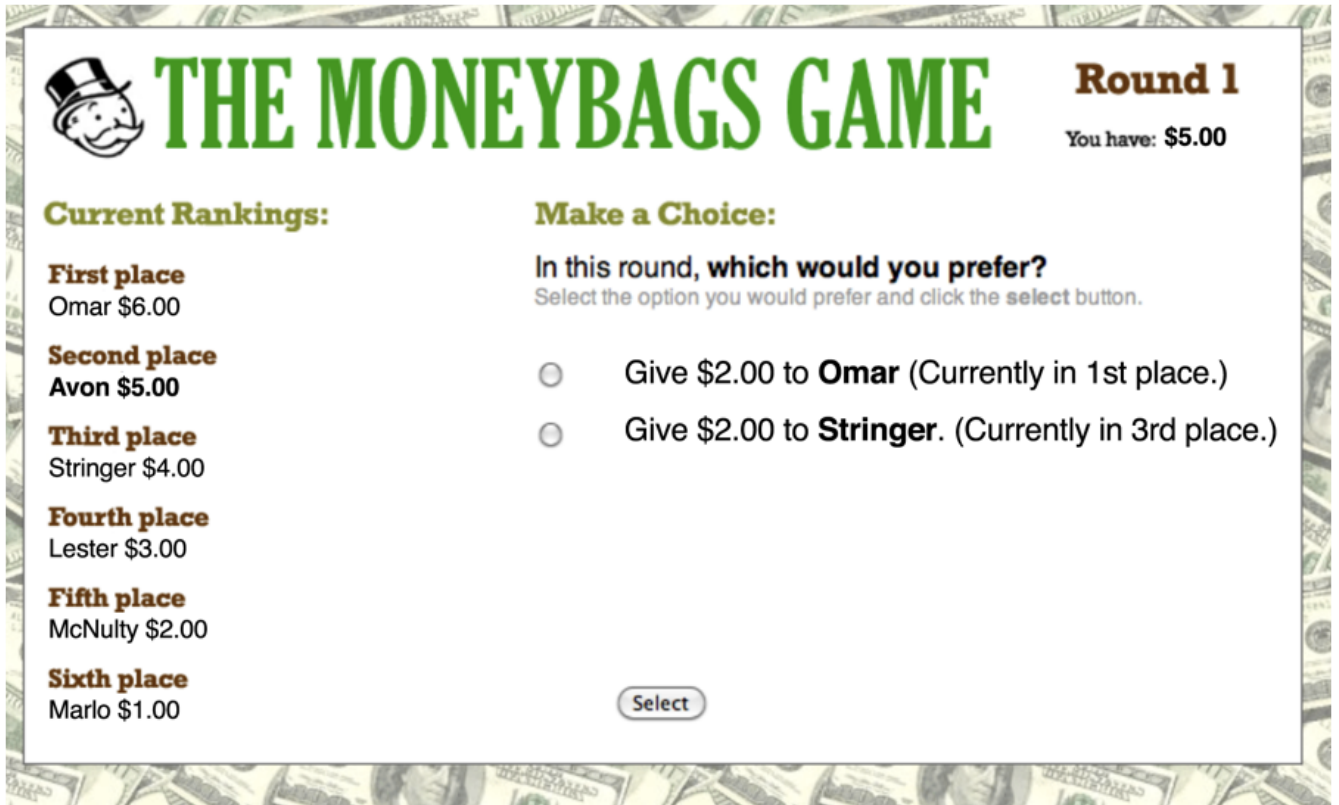 THE MONEYBAGS GAME
Round 1
You have: $5.00
Current Rankings:
First place
Omar $6.00
Second place
Avon $5.00
Third place
Stringer $4.00
Fourth place
Lester $3.00
Fifth place
McNulty $2.00
Sixth place
Marlo $1.00
Make a Choice:
In this round, which would you prefer?
Select the option you would prefer and click the select button.
Give $2.00 to Omar (Currently in 1st place.)
Give $2.00 to Stringer. (Currently in 3rd place.)
Select